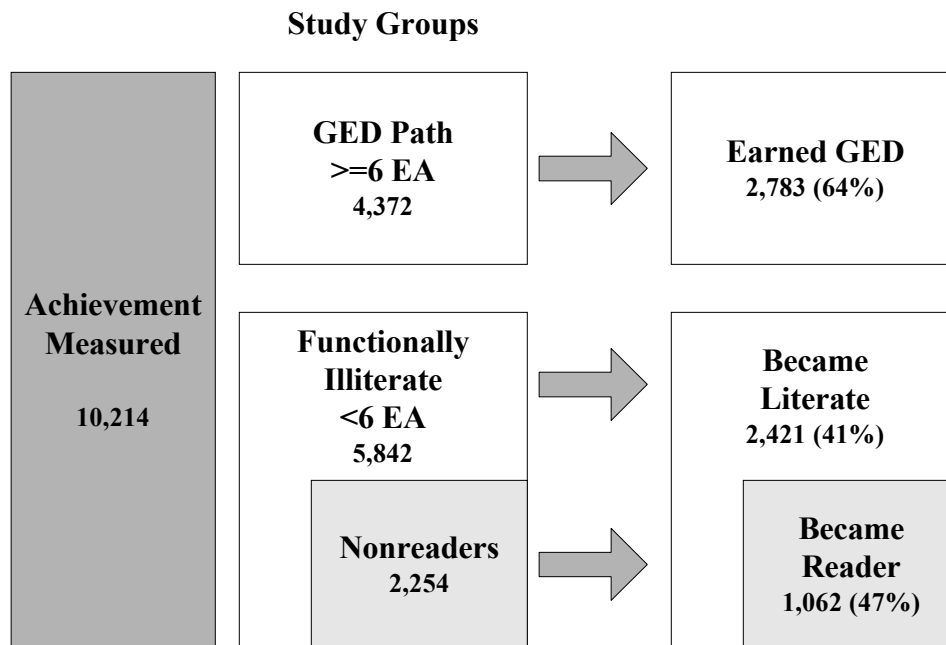 Study Groups
Achievement
Measured
10,214
GED Path
>=6 EA
4,372
Earned GED
2,783 (64%)
Functionally
Illiterate
<6 EA
5,842
Became
Literate
2,421 (41%)
Nonreaders
2,254
Became
Reader
1,062 (47%)